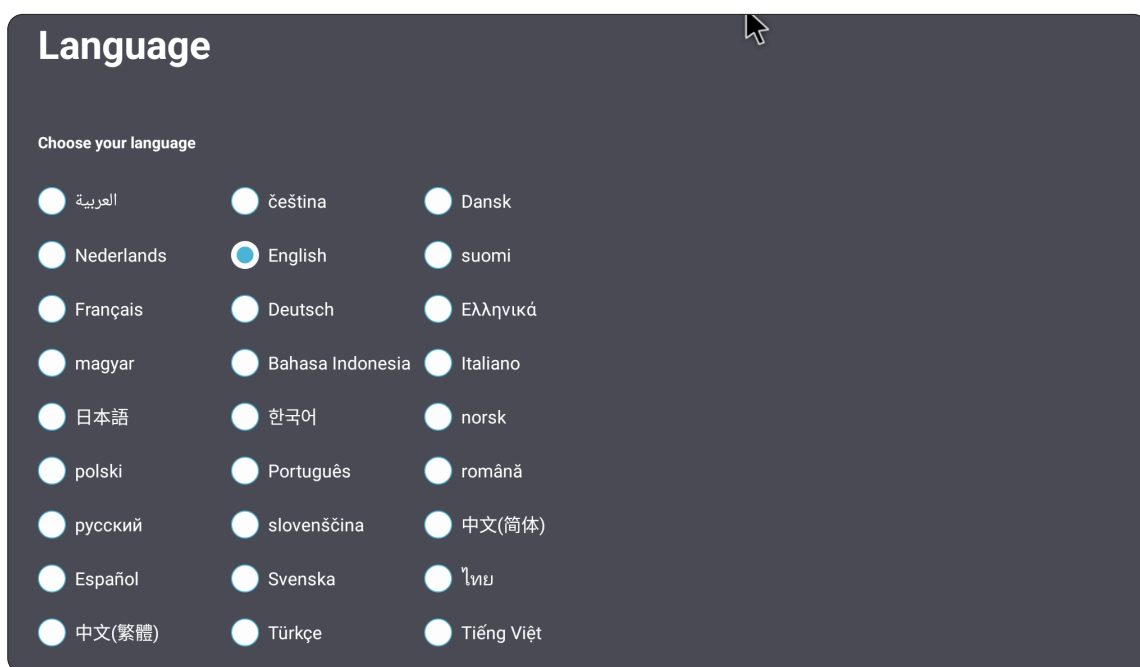 Language
Choose your language
العربية čeština Dansk
Nederlands English suomi
Français Deutsch Ελληνικά
magyar Bahasa Indonesia Italiano
日本語 한국어 norsk
polski Português română
русский slovenščina 中文(简体)
Español Svenska ไทย
中文(繁體) Türkçe Tiếng Việt